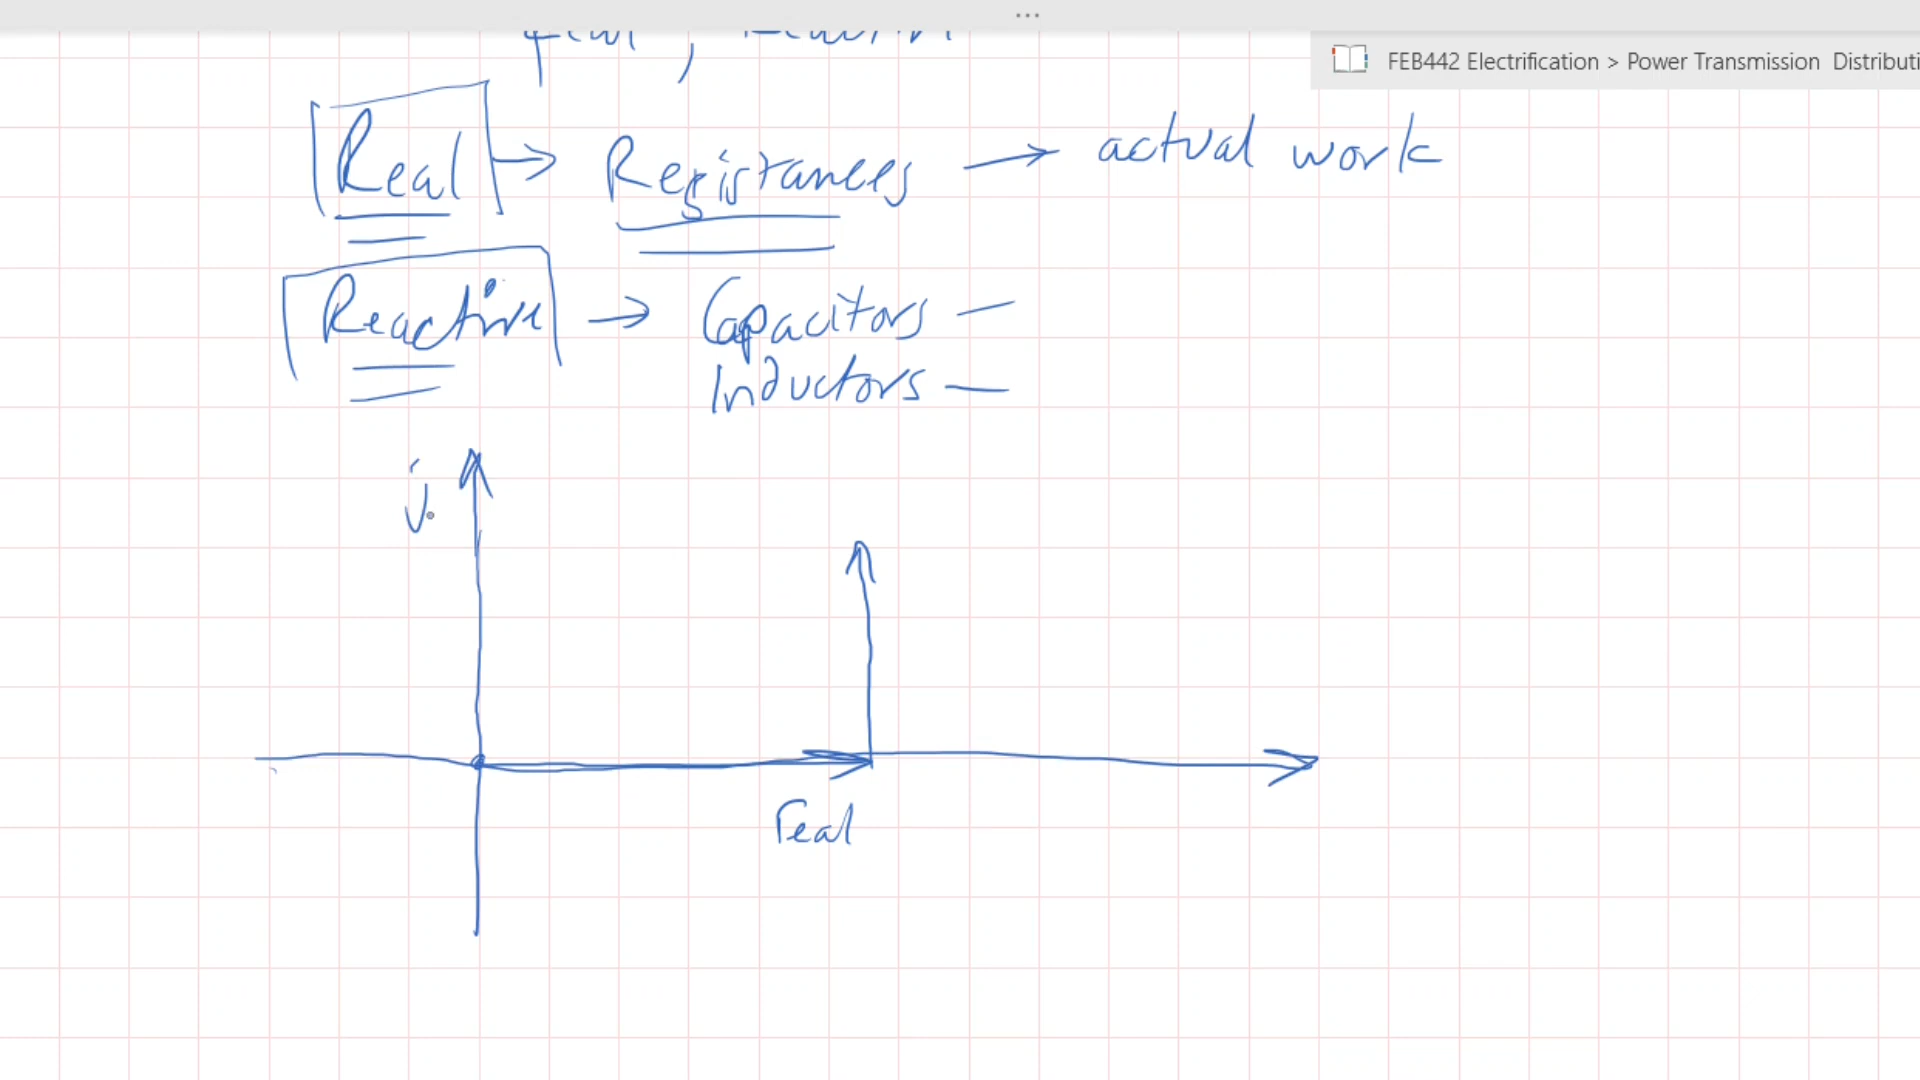 FEB442 Electrification > Power Transmission Distributi
Real → Resistances → actual work
Reactive → Capacitors –
Inductors –
j
real